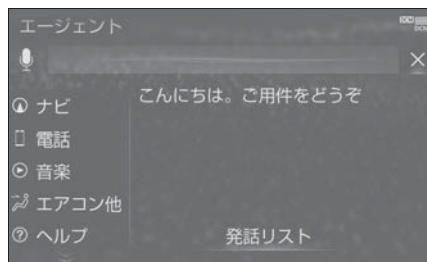 エージェント
DCM
こんにちは。ご用件をどうぞ
ナビ
電話
音楽
エアコン他
ヘルプ
発話リスト